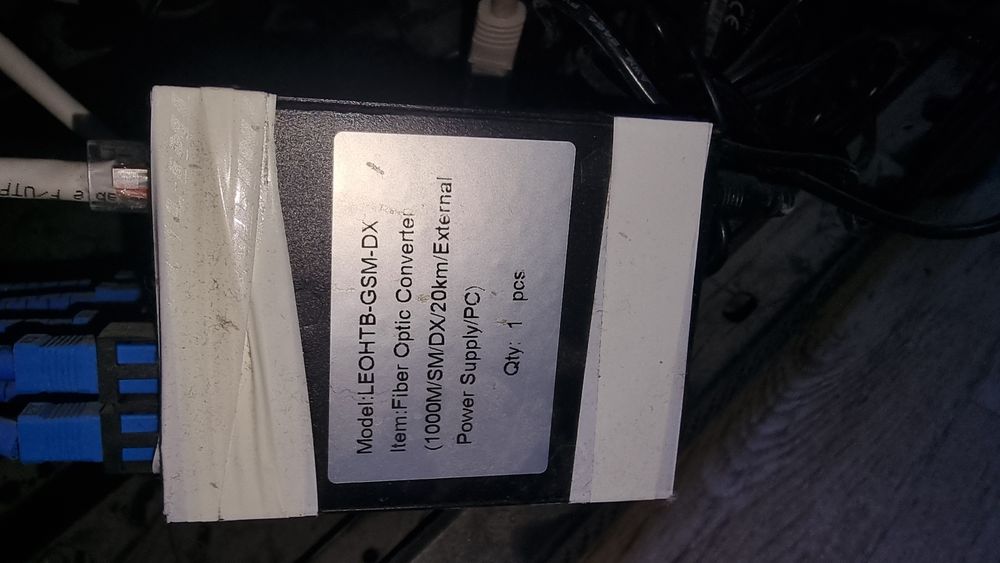 Model:LEOHTB-GSM-DX
Item:Fiber Optic Converter
(1000M/SM/DX/20km/External
Power Supply/PC)
Qty: 1 pcs
F/UTP